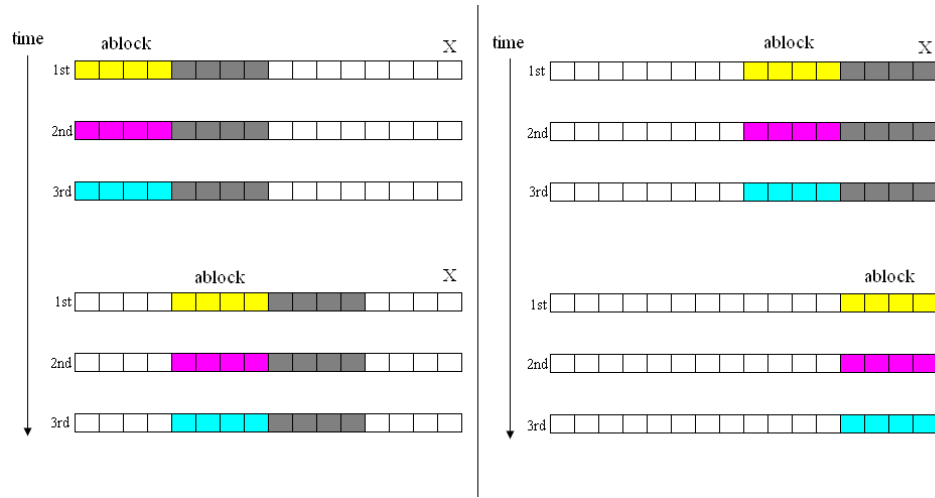 time
ablock
X
1st
2nd
3rd
ablock
X
1st
2nd
3rd
time
ablock
X
1st
2nd
3rd
ablock
1st
2nd
3rd